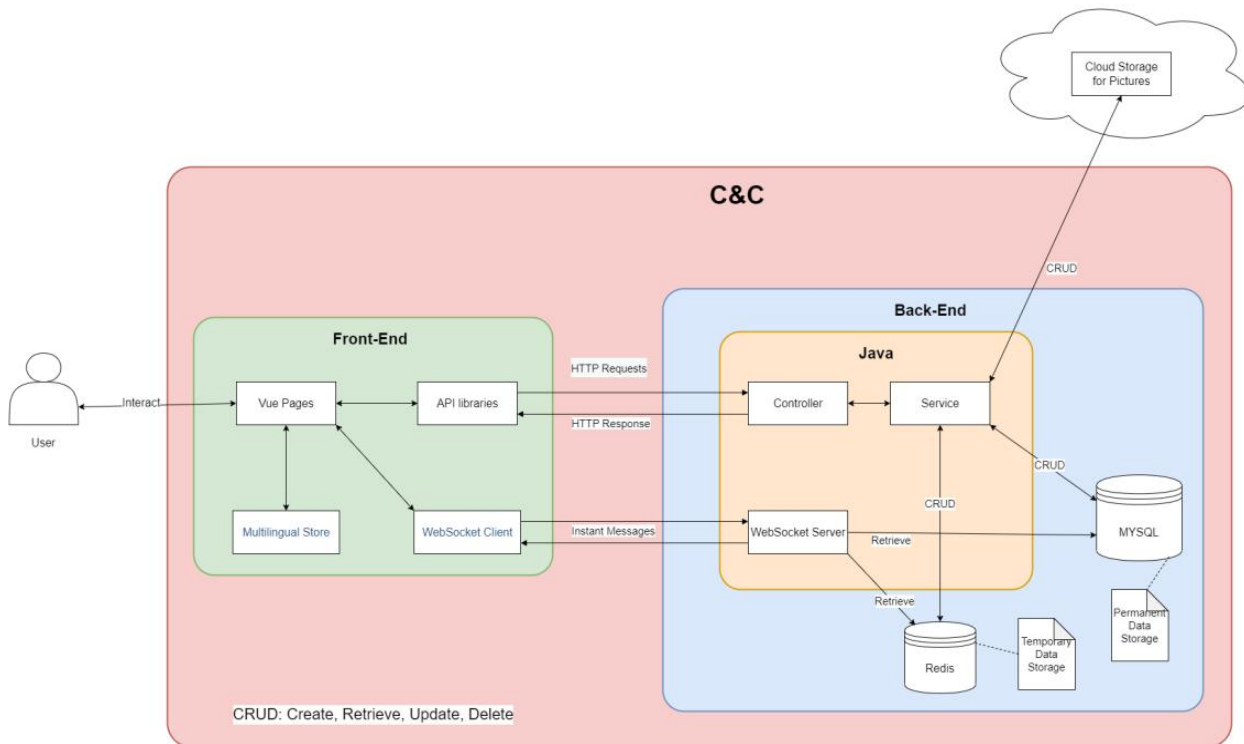 Cloud Storage
for Pictures
C&C
CRUD
Back-End
Front-End
Java
HTTP Requests
Interact
Vue Pages
API libraries
Controller
Service
HTTP Response
User
CRUD
CRUD
Multilingual Store
WebSocket Client
Instant Messages
WebSocket Server
Retrieve
MYSQL
Retrieve
Permanent
Data
Storage
Temporary
Data
Storage
Redis
CRUD: Create, Retrieve, Update, Delete